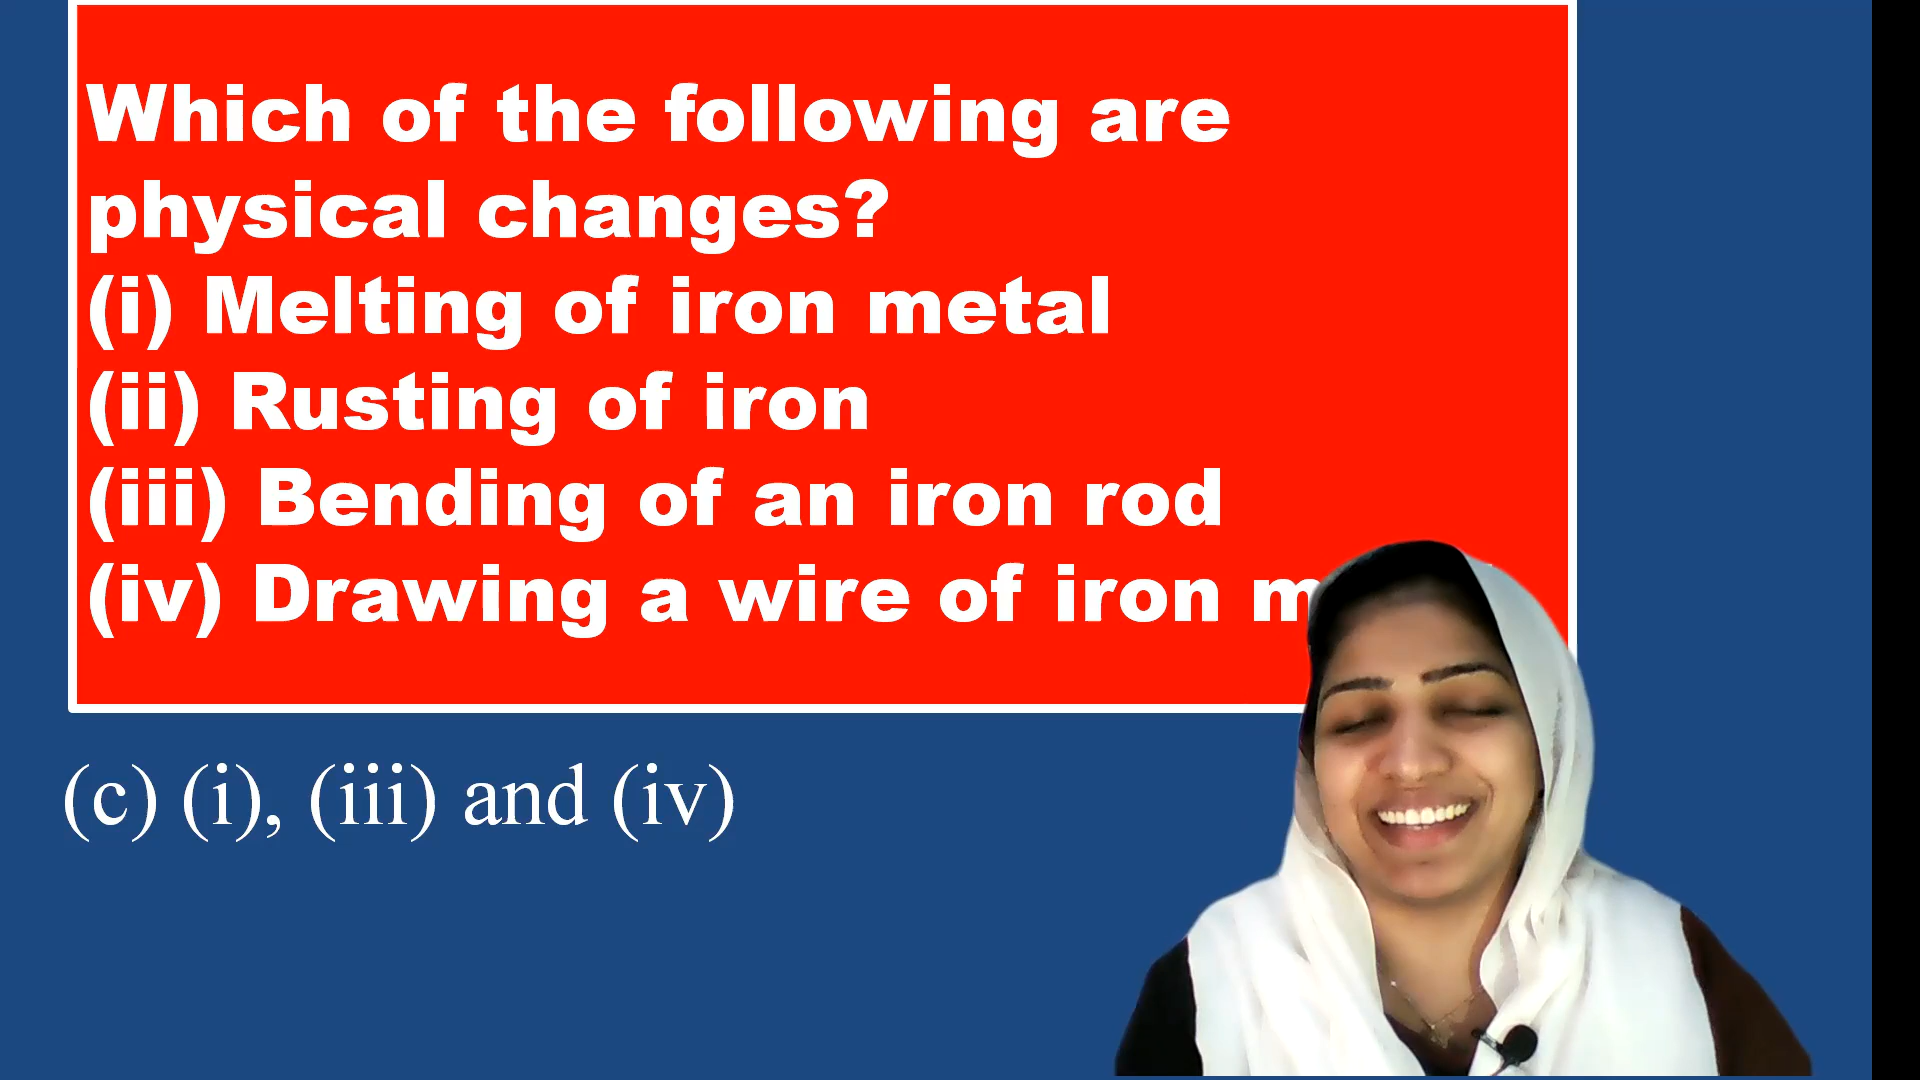 Which of the following are
physical changes?
(i) Melting of iron metal
(ii) Rusting of iron
(iii) Bending of an iron rod
(iv) Drawing a wire of iron
(c) (i), (iii) and (iv)